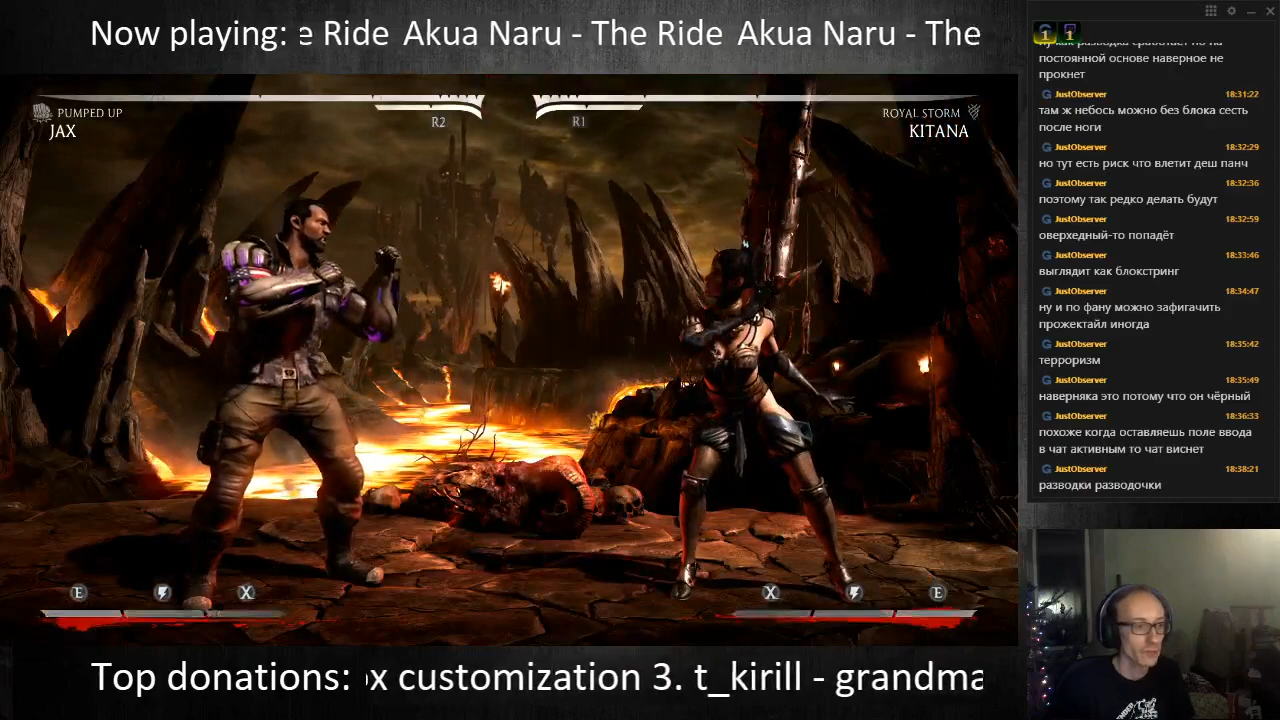 Now playing: e Ride Akua Naru - The Ride Akua Naru - The
PUMPED UP
JAX
R2
R1
ROYAL STORM
KITANA
E
X
X
E
Top donations: x customization 3. t_kirill - grandma
1
1
постоянной основе наверное не
прокнет
JustObserver 18:31:22
там ж небось можно без блока сесть
после ноги
JustObserver 18:32:29
но тут есть риск что влетит деш панч
JustObserver 18:32:36
поэтому так редко делать будут
JustObserver 18:32:59
оверхедный-то попадёт
JustObserver 18:33:46
выглядит как блокстринг
JustObserver 18:34:47
ну и по фану можно зафигачить
прожектайл иногда
JustObserver 18:35:42
терроризм
JustObserver 18:35:49
наверняка это потому что он чёрный
JustObserver 18:36:33
похоже когда оставляешь поле ввода
в чат активным то чат виснет
JustObserver 18:38:21
разводки разводочки